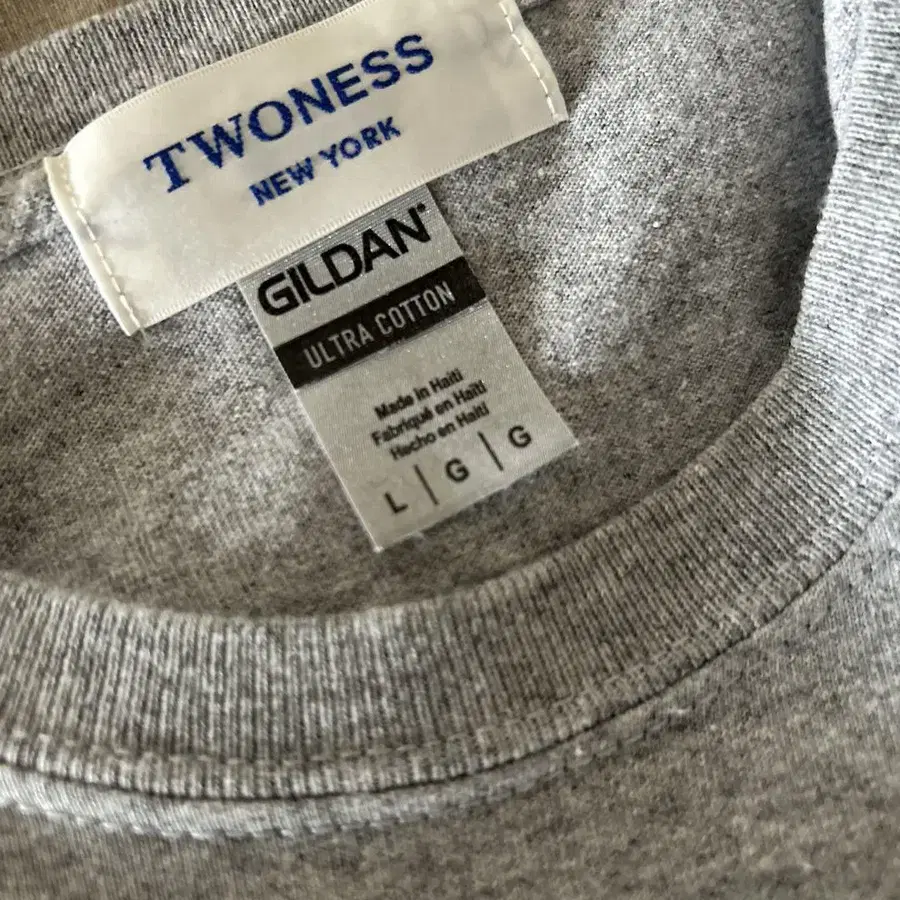 TWONESS
NEW YORK
GILDAN®
ULTRA COTTON
Made in Haiti
Fabriqué en Haïti
Hecho en Haití
L | G | G